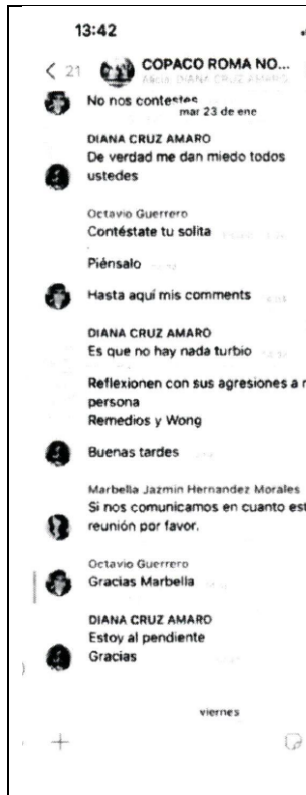 13:42
21
COPACO ROMA NO...
Alicia, DIANA CRUZ AMARO,
No nos contestes
mar 23 de ene
DIANA CRUZ AMARO
De verdad me dan miedo todos
ustedes
Octavio Guerrero
Contéstate tu solita
Piénsalo
Hasta aquí mis comments
DIANA CRUZ AMARO
Es que no hay nada turbio
Reflexionen con sus agresiones a
persona
Remedios y Wong
Buenas tardes
Marbella Jazmin Hernandez Morales
Si nos comunicamos en cuanto est
reunión por favor.
Octavio Guerrero
Gracias Marbella
DIANA CRUZ AMARO
Estoy al pendiente
Gracias
viernes